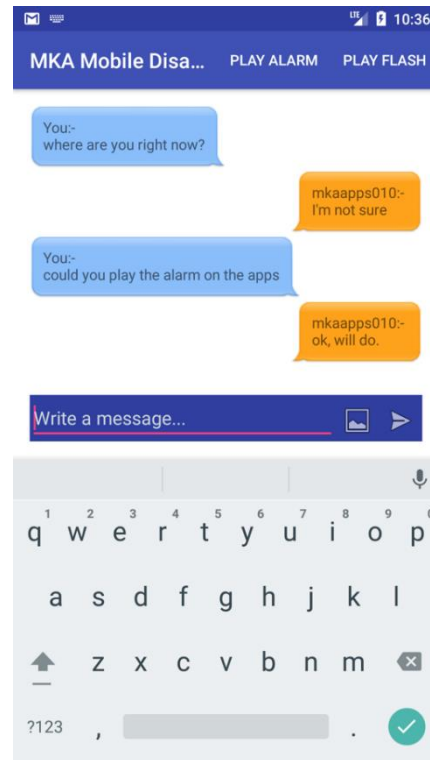 LTE 10:36
MKA Mobile Disa... PLAY ALARM PLAY FLASH
You:-
where are you right now?
mkaapps010:-
I'm not sure
You:-
could you play the alarm on the apps
mkaapps010:-
ok, will do.
Write a message...
1 2 3 4 5 6 7 8 9 0
q w e r t y u i o p
a s d f g h j k l
z x c v b n m
?123 , .